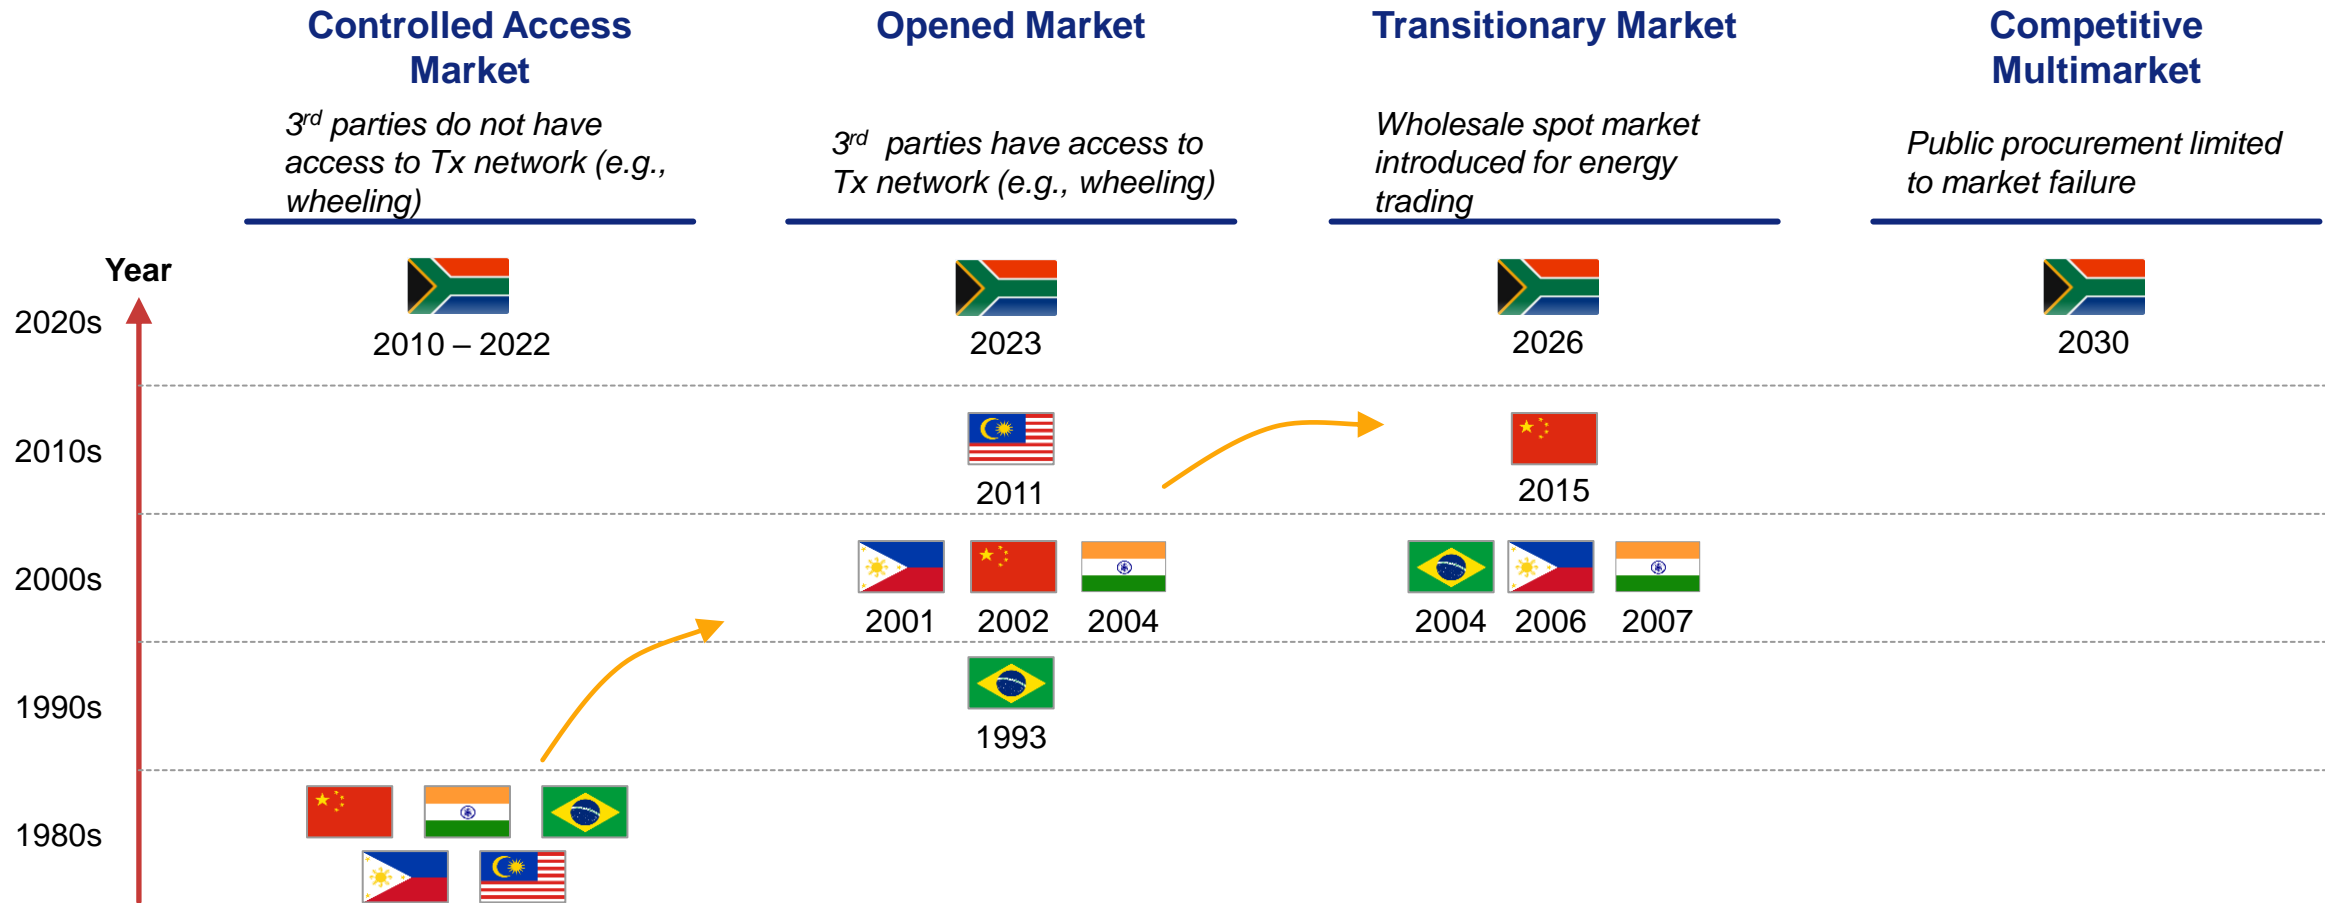 Controlled Access
Market
Opened Market
Transitionary Market
Competitive
Multimarket
3rd parties do not have
access to Tx network (e.g.,
wheeling)
3rd parties have access to
Tx network (e.g., wheeling)
Wholesale spot market
introduced for energy
trading
Public procurement limited
to market failure
Year
2020s
2010 – 2022
2023
2026
2030
2010s
2011
2015
2000s
2001
2002
2004
2004
2006
2007
1990s
1993
1980s